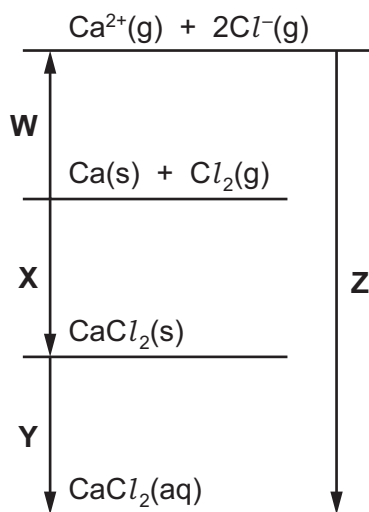 Ca²⁺(g) + 2Cl⁻(g)
W
Ca(s) + Cl₂(g)
X
Z
CaCl₂(s)
Y
CaCl₂(aq)